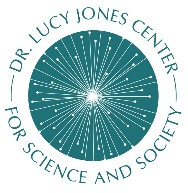 DR. LUCY JONES CENTER
FOR SCIENCE AND SOCIETY